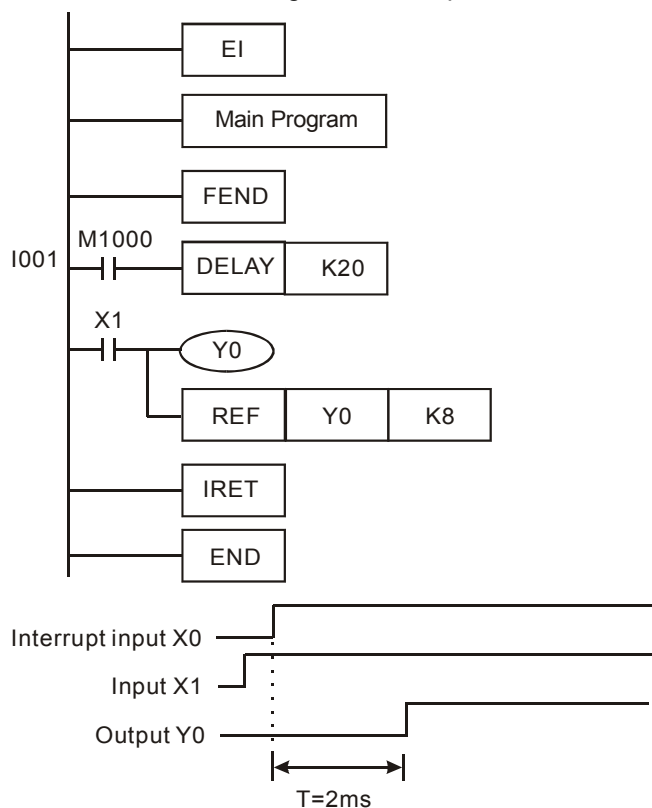 EI
Main Program
FEND
M1000
I001
DELAY K20
X1
Y0
REF Y0 K8
IRET
END
Interrupt input X0
Input X1
Output Y0
T=2ms